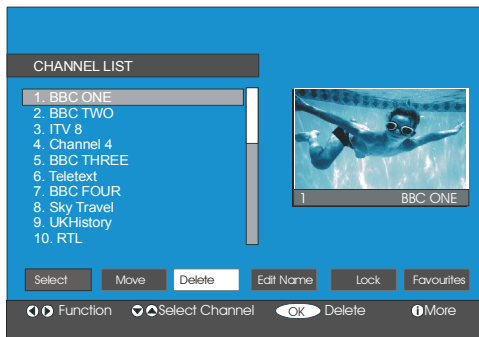 CHANNEL LIST
1. BBC ONE
2. BBC TWO
3. ITV 8
4. Channel 4
5. BBC THREE
6. Teletext
7. BBC FOUR
8. Sky Travel
9. UKHistory
10. RTL
1 BBC ONE
Select Move Delete Edit Name Lock Favourites
Function Select Channel OK Delete i More